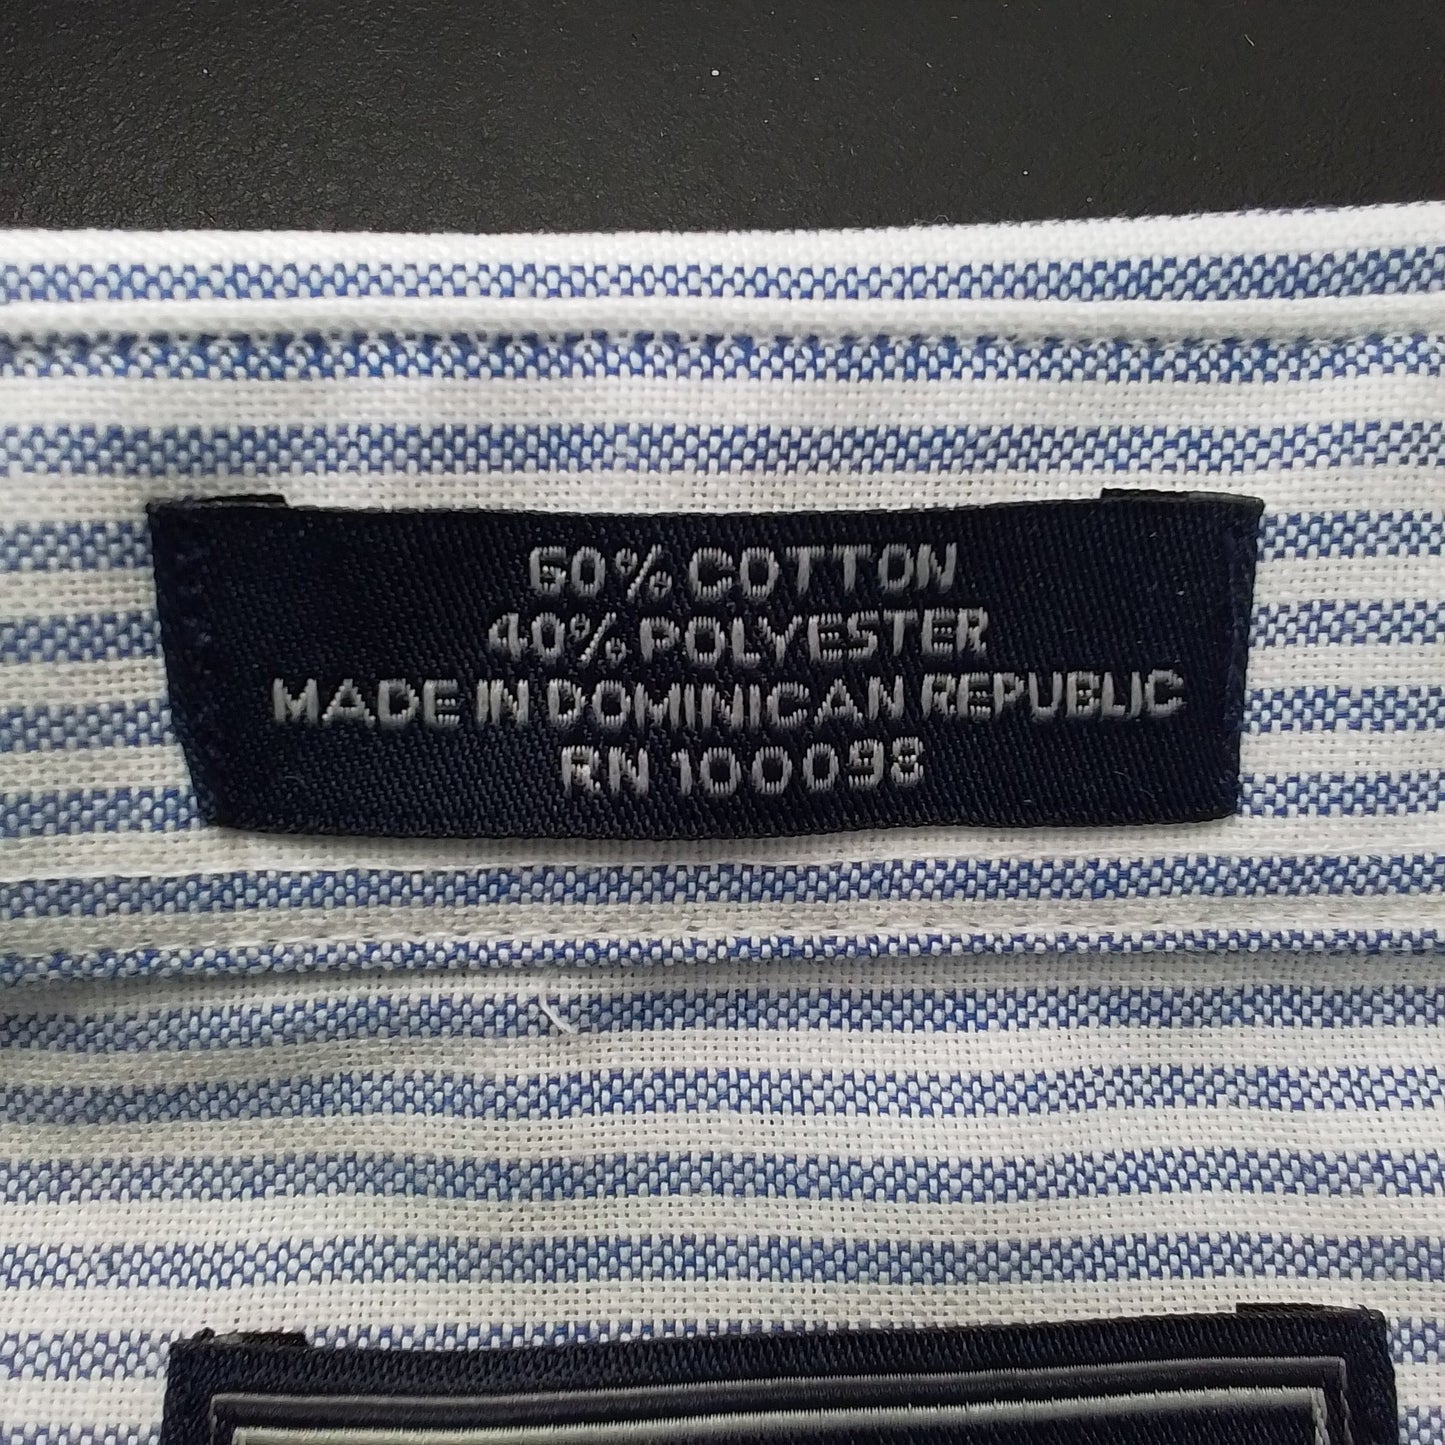 60% COTTON
40% POLYESTER
MADE IN DOMINICAN REPUBLIC
RN 100098